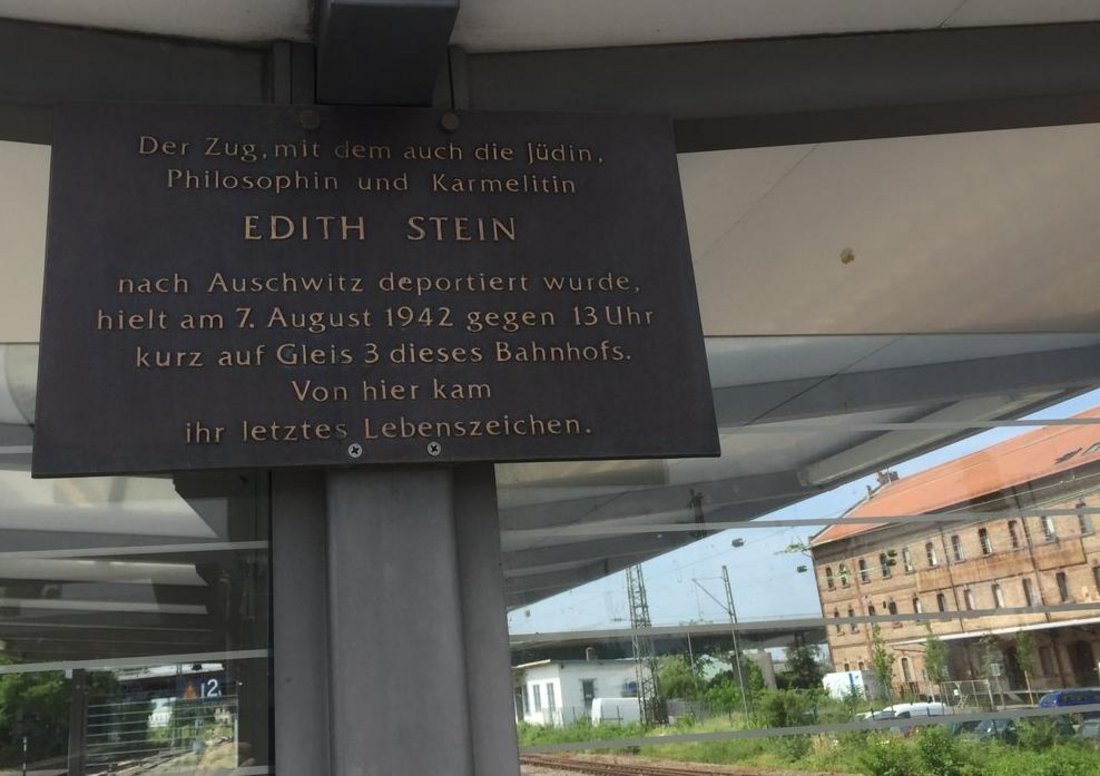 Der Zug, mit dem auch die Jüdin,
Philosophin und Karmelitin
EDITH STEIN
nach Auschwitz deportiert wurde,
hielt am 7. August 1942 gegen 13 Uhr
kurz auf Gleis 3 dieses Bahnhofs.
Von hier kam
ihr letztes Lebenszeichen.
12